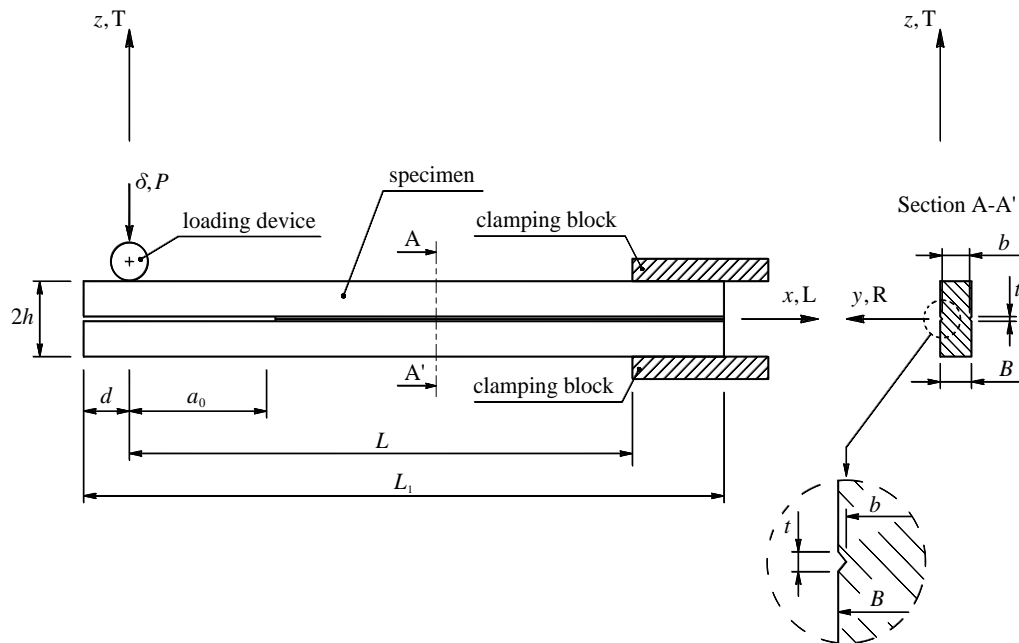 z, T
z, T
δ, P
specimen
loading device
A
clamping block
Section A-A'
b
t
2h
x, L
y, R
A'
clamping block
B
d
a₀
L
L₁
b
t
B